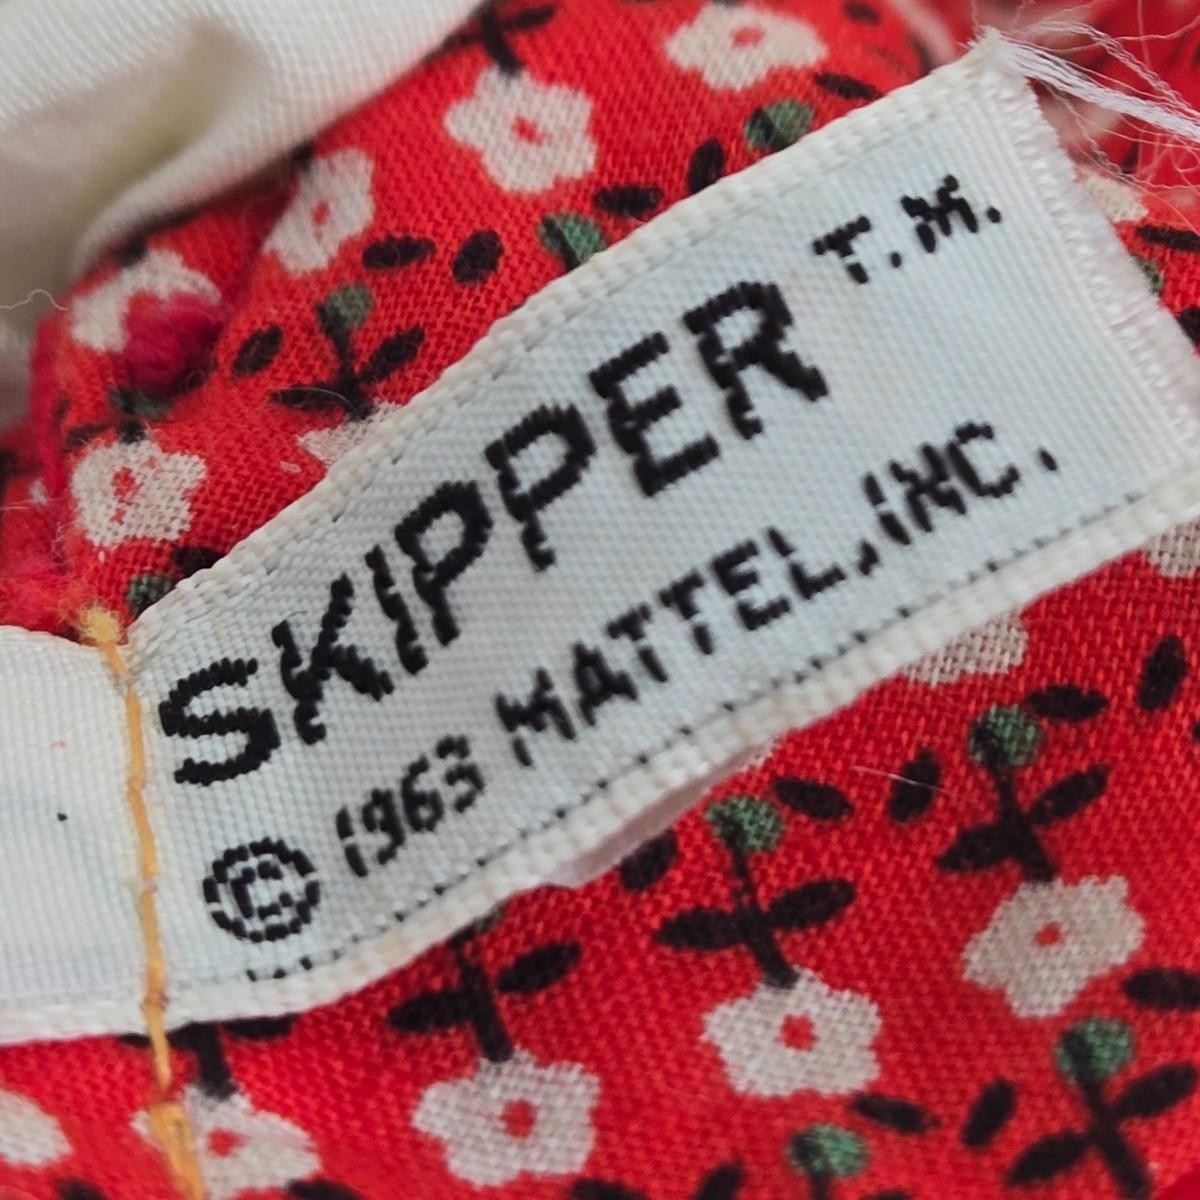 SKIPPER T.M.
© 1963 MATTEL, INC.